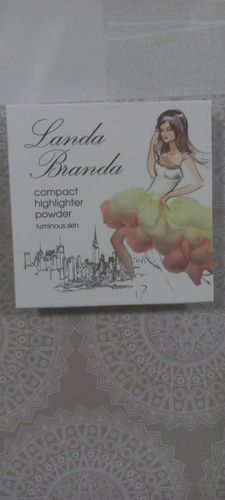 Landa
Branda
compact
highlighter
powder
luminous skin